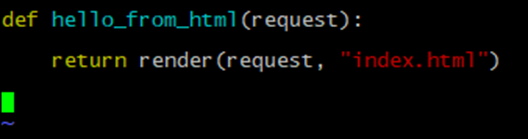 def hello_from_html(request):
    return render(request, "index.html")
~